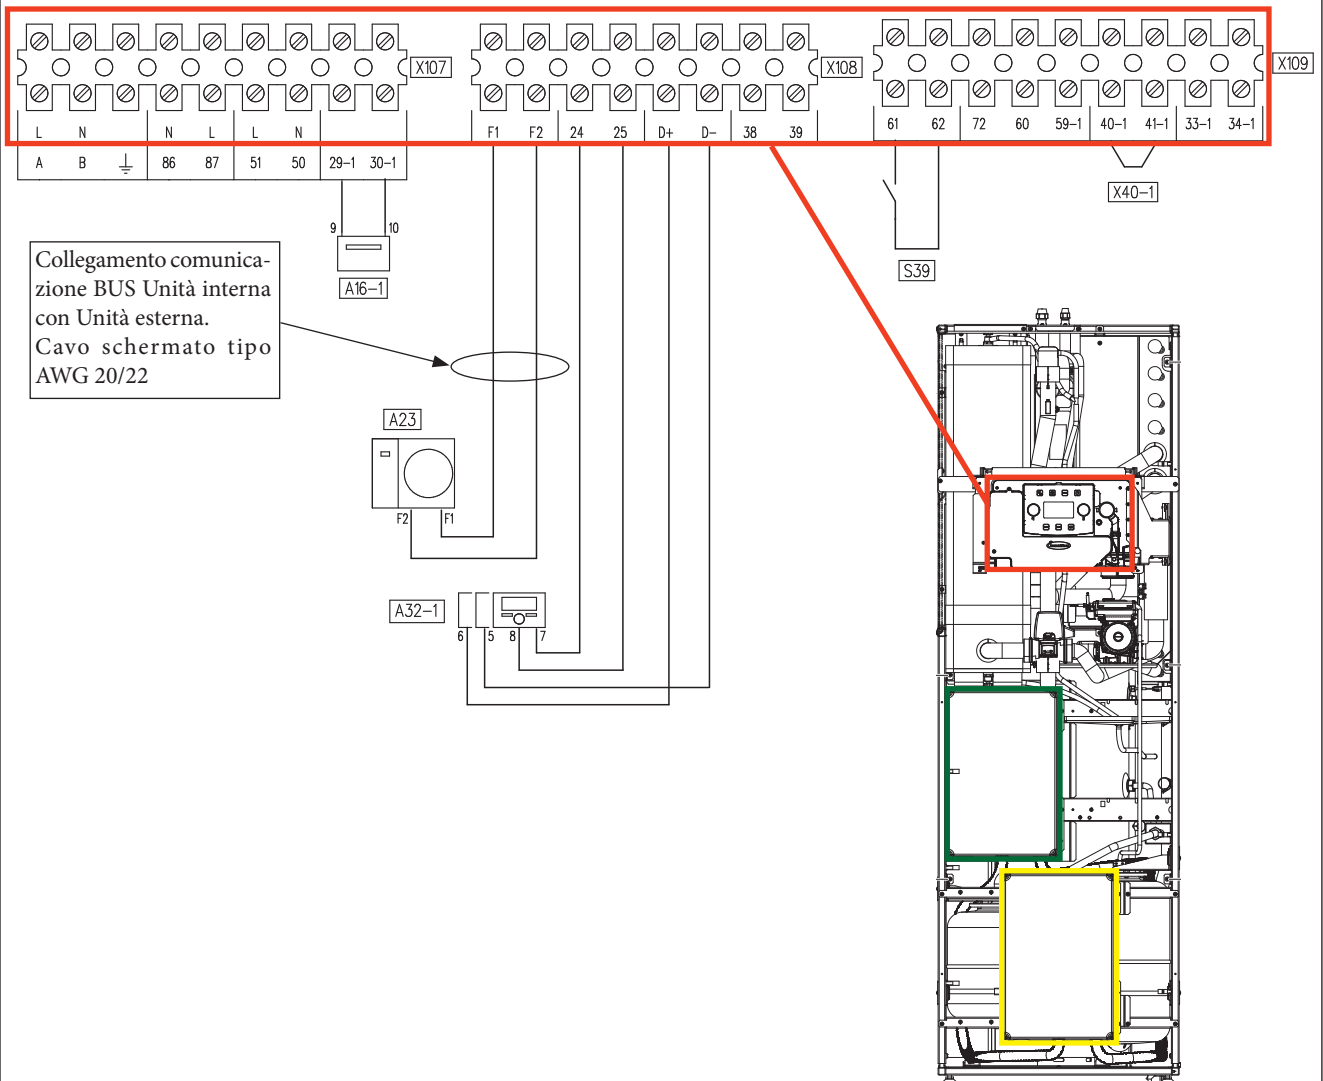 X107
X108
X109
L N N L L N
F1 F2 24 25 D+ D- 38 39
61 62 72 60 59-1 40-1 41-1 33-1 34-1
A B 86 87 51 50 29-1 30-1
X40-1
9 10
A16-1
S39
Collegamento comunica-
zione BUS Unità interna
con Unità esterna.
Cavo schermato tipo
AWG 20/22
A23
F2 F1
A32-1
6 5 8 7